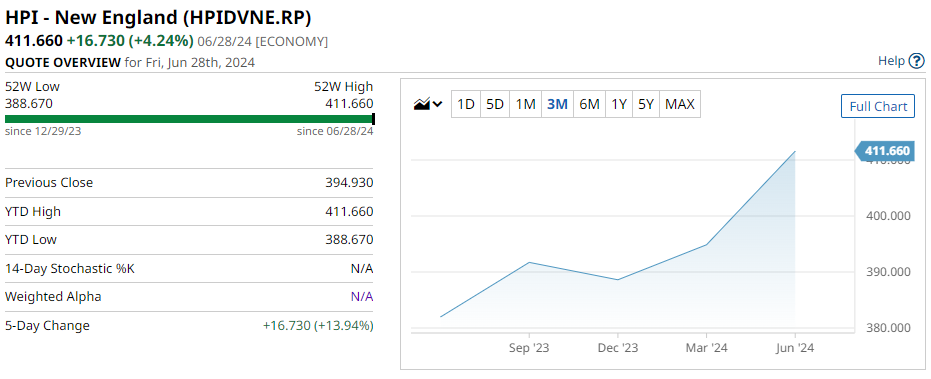 HPI - New England (HPIDVNE.RP)
411.660 +16.730 (+4.24%) 06/28/24 [ECONOMY]
QUOTE OVERVIEW for Fri, Jun 28th, 2024
Help ?
52W Low 52W High
388.670 411.660
since 12/29/23 since 06/28/24
Previous Close 394.930
YTD High 411.660
YTD Low 388.670
14-Day Stochastic %K N/A
Weighted Alpha N/A
5-Day Change +16.730 (+13.94%)
1D 5D 1M 3M 6M 1Y 5Y MAX
Full Chart
411.660
410.000
400.000
390.000
380.000
Sep '23 Dec '23 Mar '24 Jun '24